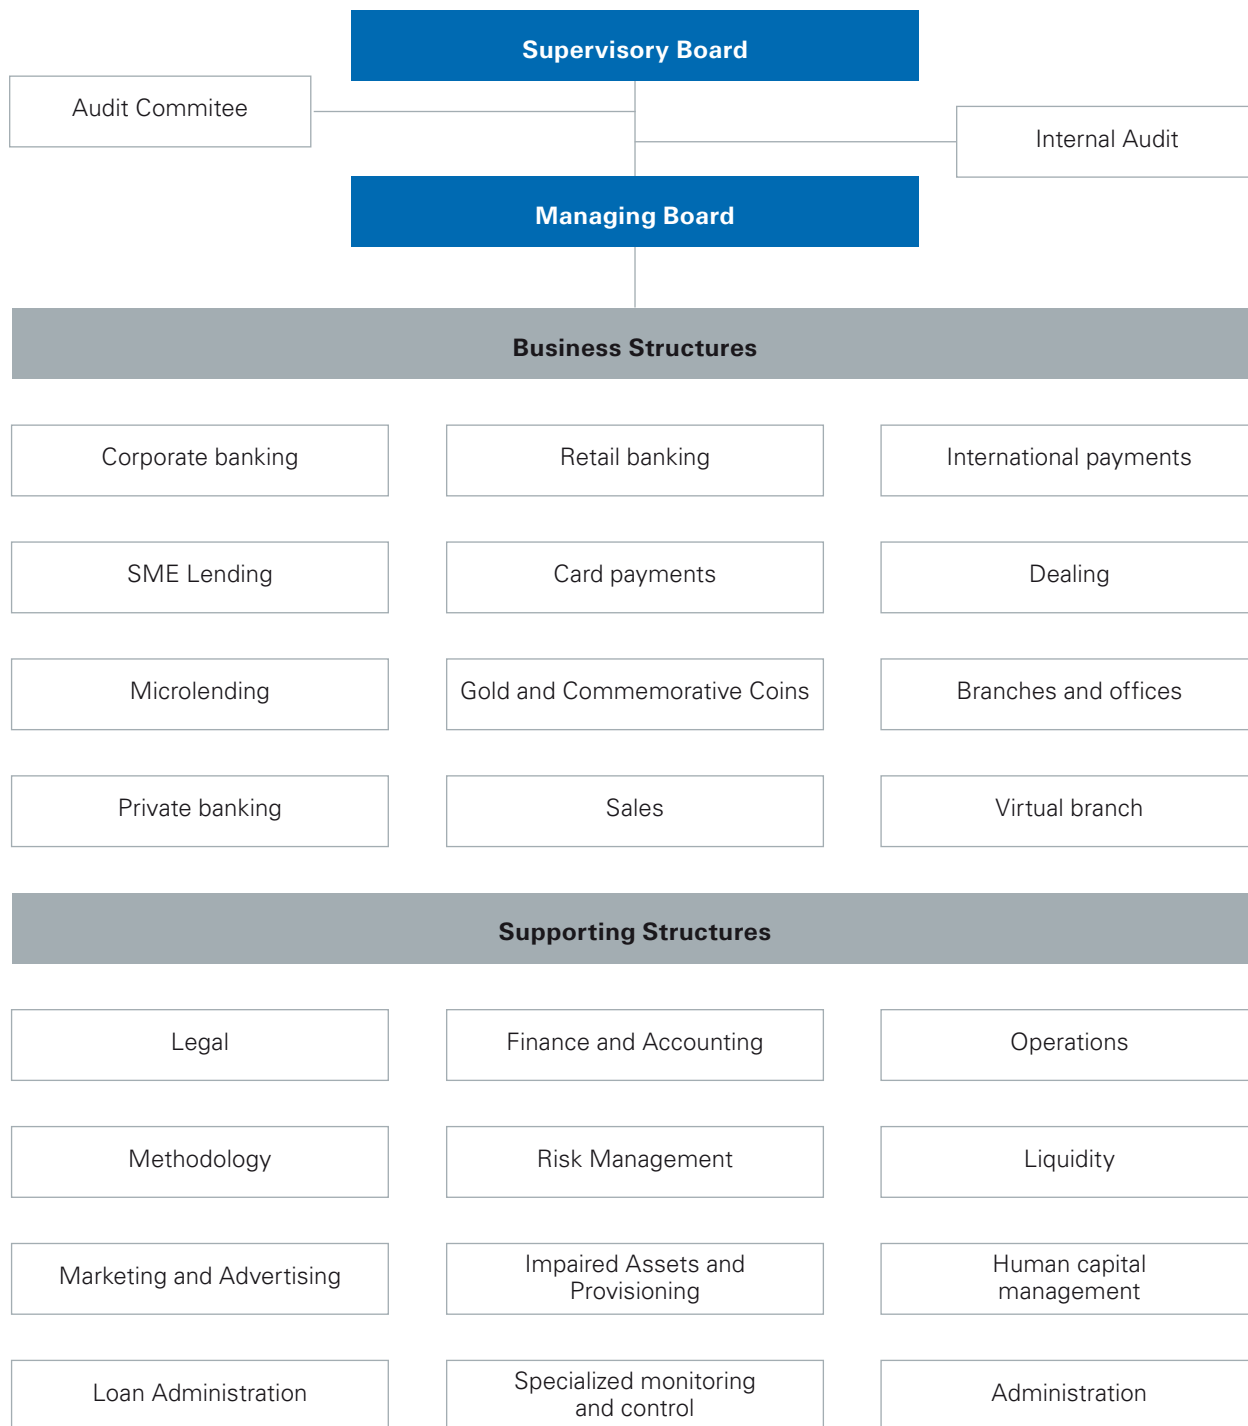 Supervisory Board
Audit Commitee
Internal Audit
Managing Board
Business Structures
Corporate banking
Retail banking
International payments
SME Lending
Card payments
Dealing
Microlending
Gold and Commemorative Coins
Branches and offices
Private banking
Sales
Virtual branch
Supporting Structures
Legal
Finance and Accounting
Operations
Methodology
Risk Management
Liquidity
Marketing and Advertising
Impaired Assets and
Provisioning
Human capital
management
Loan Administration
Specialized monitoring
and control
Administration